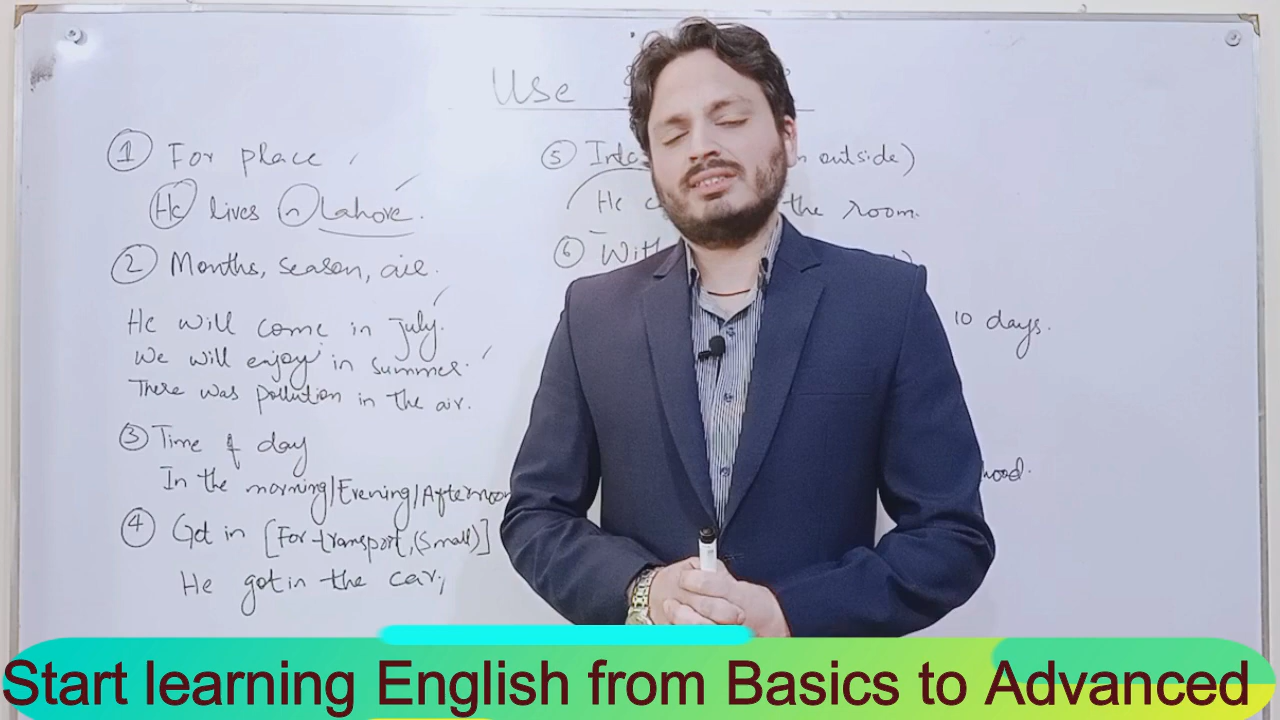 Use
① For place
He lives in Lahore.
② Months, season, air.
He will come in July.
We will enjoy in summer.
There was pollution in the air.
③ Time of day
In the morning/Evening/Afternoon
④ Get in [For transport, (Small)]
He got in the car,
⑤ outside)
He the room.
⑥
10 days.
Start learning English from Basics to Advanced